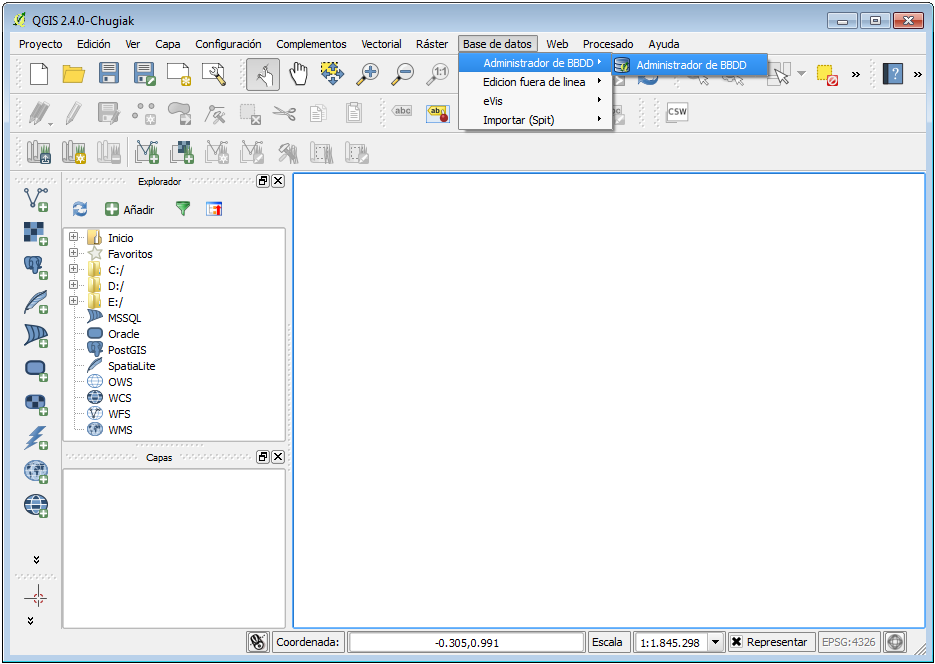 QGIS 2.4.0-Chugiak
Proyecto Edición Ver Capa Configuración Complementos Vectorial Ráster Base de datos Web Procesado Ayuda
Administrador de BBDD
Administrador de BBDD
Edicion fuera de linea
eVis
Importar (Spit)
1:1
»
?
»
abc
abc
CSW
Explorador
Añadir
Inicio
Favoritos
C:/
D:/
E:/
MSSQL
Oracle
PostGIS
SpatiaLite
OWS
WCS
WFS
WMS
Capas
Coordenada: -0.305,0.991 Escala 1:1.845.298 Representar EPSG:4326